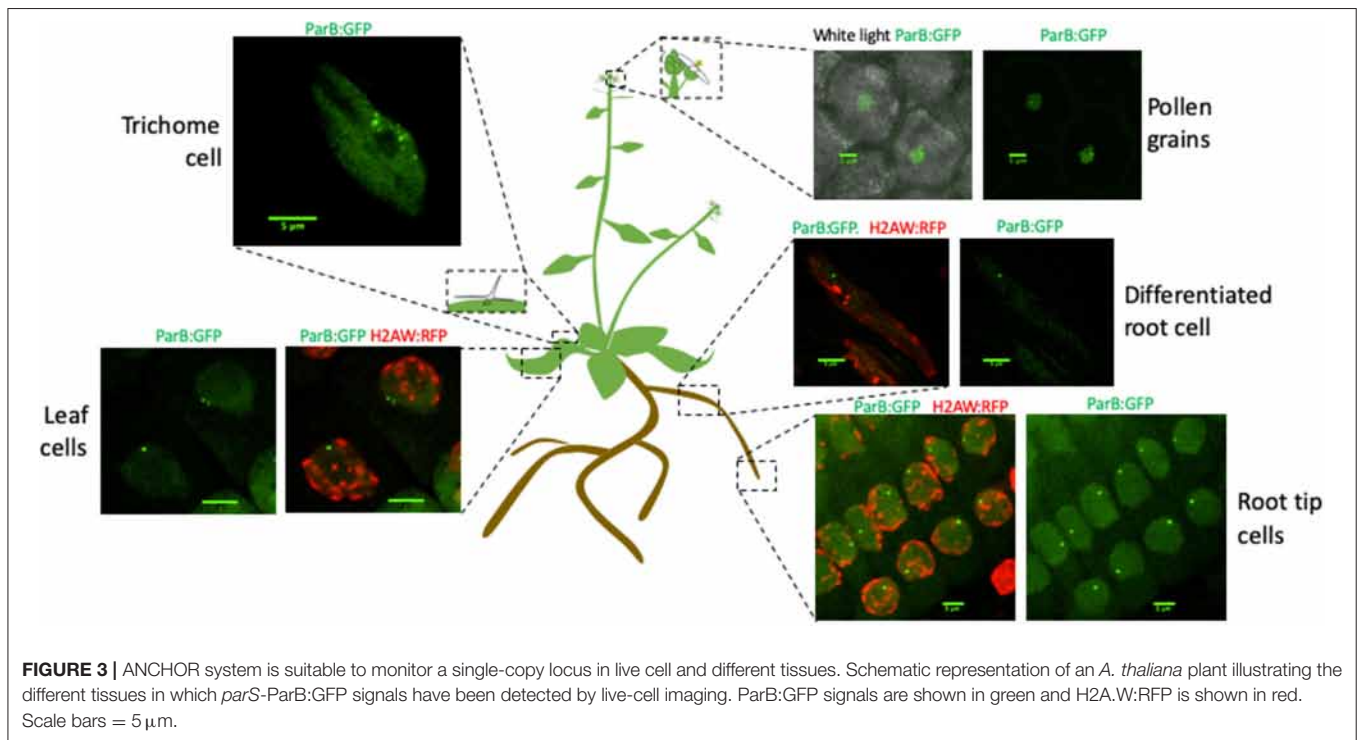 ParB:GFP
Trichome
cell
5 µm
White light ParB:GFP
ParB:GFP
Pollen
grains
ParB:GFP. H2AW:RFP
ParB:GFP
Differentiated
root cell
ParB:GFP
ParB:GFP H2AW:RFP
Leaf
cells
ParB:GFP H2AW:RFP
ParB:GFP
Root tip
cells
5 µm
5 µm
FIGURE 3 | ANCHOR system is suitable to monitor a single-copy locus in live cell and different tissues. Schematic representation of an A. thaliana plant illustrating the
different tissues in which parS-ParB:GFP signals have been detected by live-cell imaging. ParB:GFP signals are shown in green and H2A.W:RFP is shown in red.
Scale bars = 5 µm.